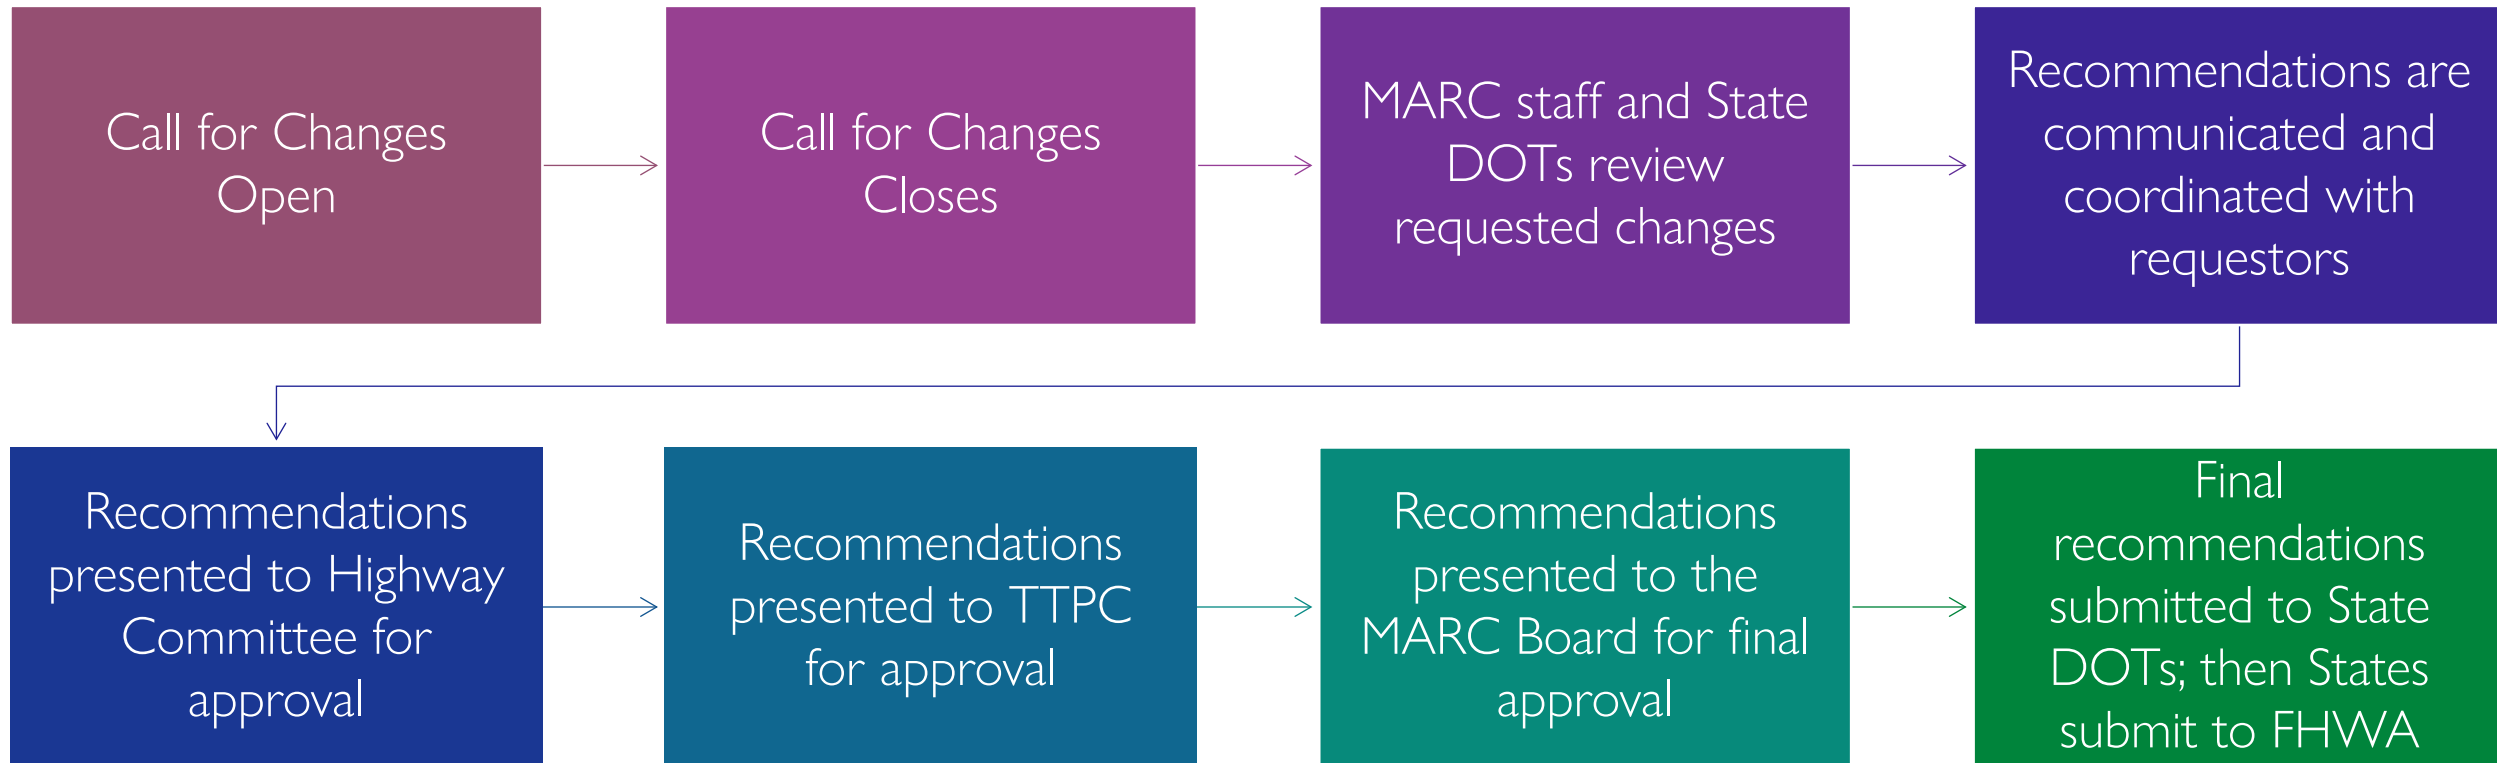 Call for Changes
Open
Call for Changes
Closes
MARC staff and State
DOTs review
requested changes
Recommendations are
communicated and
coordinated with
requestors
Recommendations
presented to Highway
Committee for
approval
Recommendations
presented to TTPC
for approval
Recommendations
presented to the
MARC Board for final
approval
Final
recommendations
submitted to State
DOTs; then States
submit to FHWA